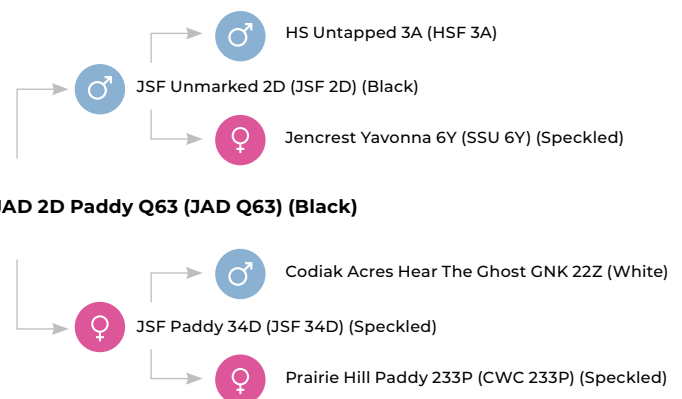 HS Untapped 3A (HSF 3A)
JSF Unmarked 2D (JSF 2D) (Black)
Jencrest Yavonna 6Y (SSU 6Y) (Speckled)
JAD 2D Paddy Q63 (JAD Q63) (Black)
Codiak Acres Hear The Ghost GNK 22Z (White)
JSF Paddy 34D (JSF 34D) (Speckled)
Prairie Hill Paddy 233P (CWC 233P) (Speckled)